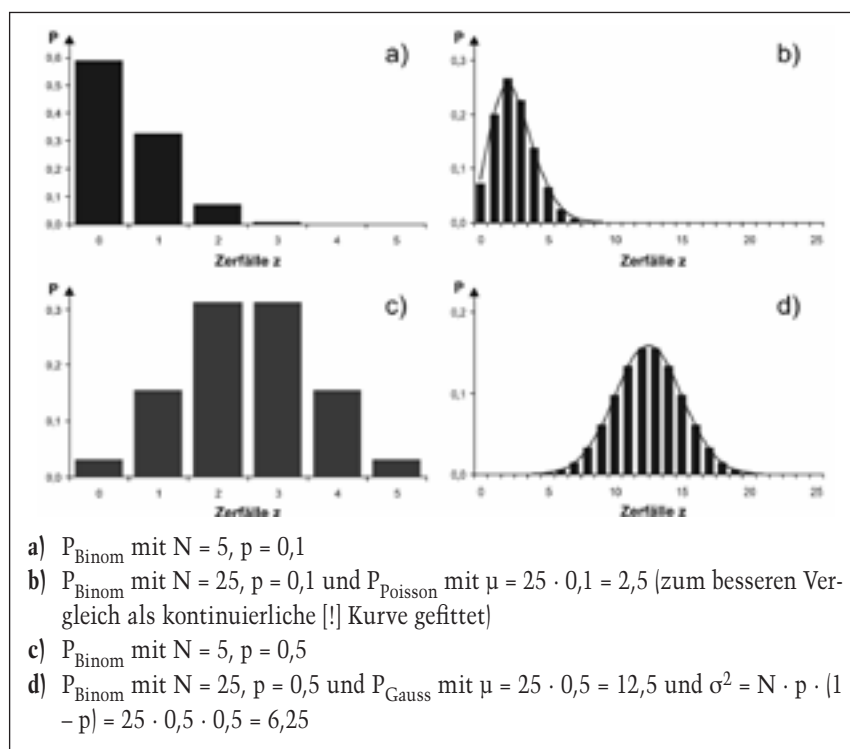 P
a)
0,6
0,5
0,4
0,3
0,2
0,1
0,0
0 1 2 3 4 5
Zerfälle z
P
b)
0,3
0,2
0,1
0,0
0 5 10 15 20 25
Zerfälle z
P
c)
0,3
0,2
0,1
0,0
0 1 2 3 4 5
Zerfälle z
P
d)
0,2
0,1
0,0
0 5 10 15 20 25
Zerfälle z
a) P_Binom mit N = 5, p = 0,1
b) P_Binom mit N = 25, p = 0,1 und P_Poisson mit μ = 25 · 0,1 = 2,5 (zum besseren Ver-
gleich als kontinuierliche [!] Kurve gefittet)
c) P_Binom mit N = 5, p = 0,5
d) P_Binom mit N = 25, p = 0,5 und P_Gauss mit μ = 25 · 0,5 = 12,5 und σ² = N · p · (1
– p) = 25 · 0,5 · 0,5 = 6,25